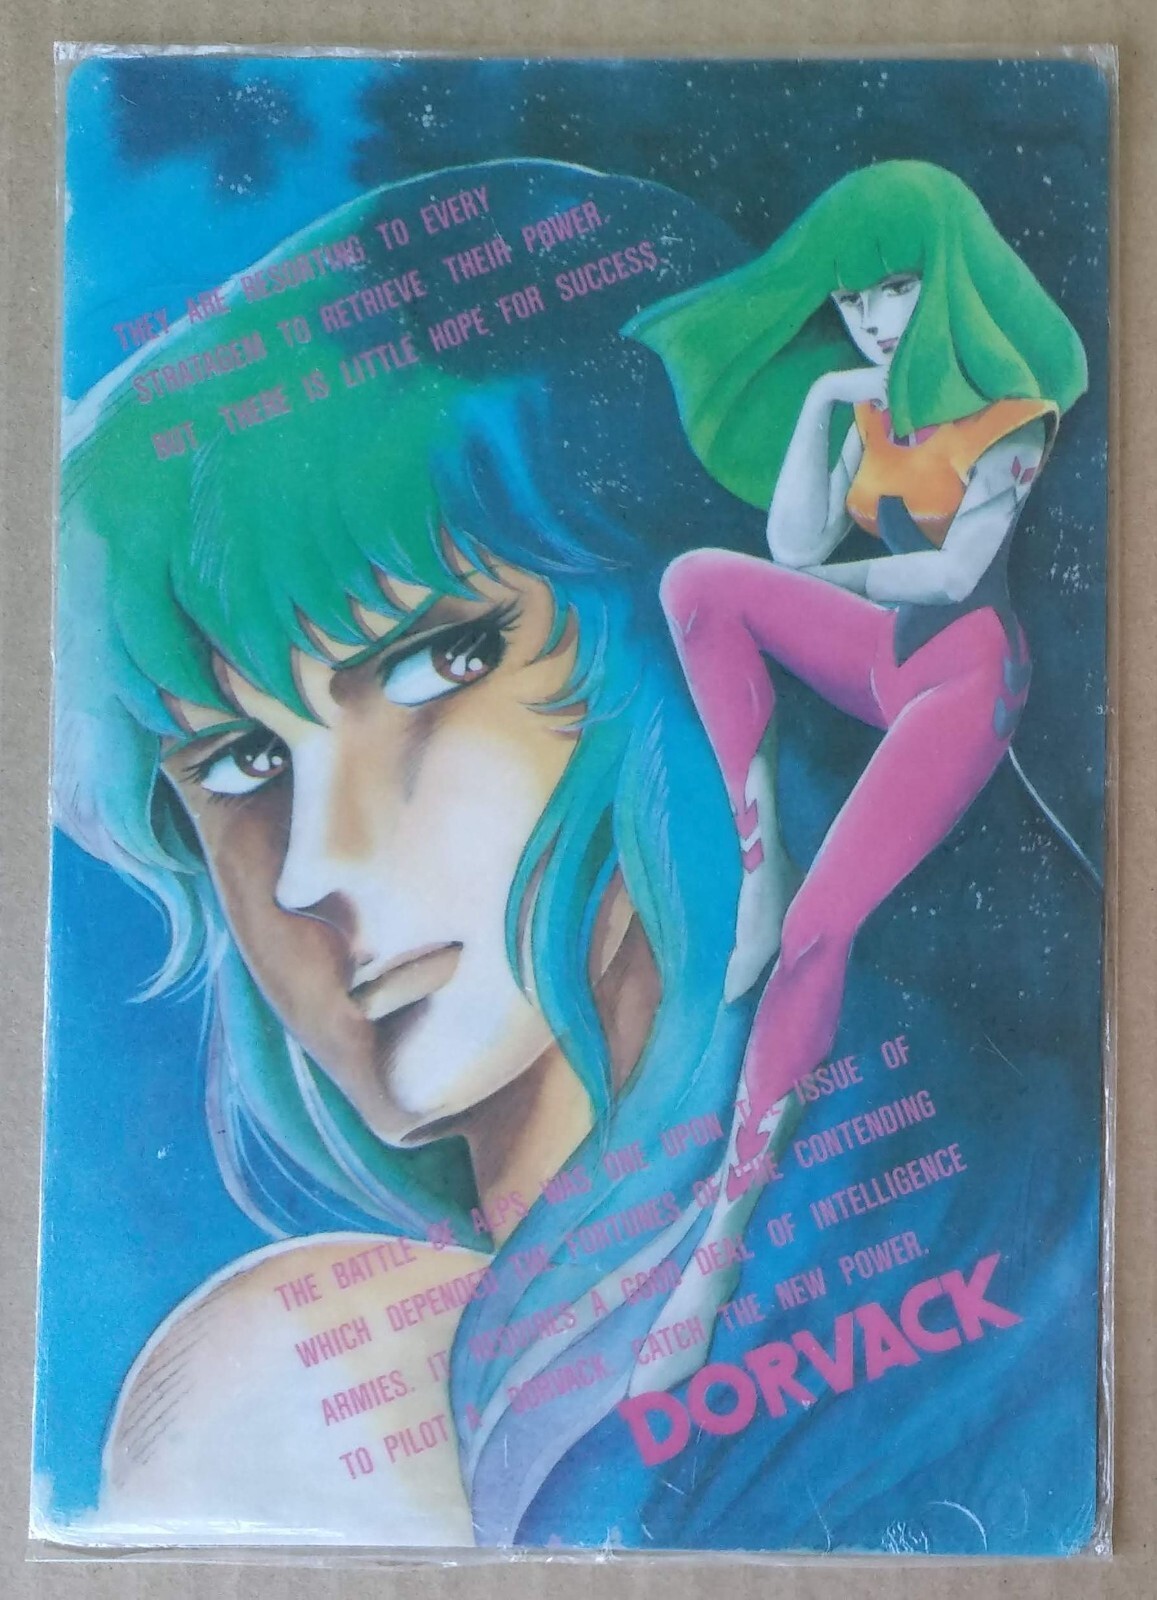 THEY ARE RESORTING TO EVERY
STRATAGEM TO RETRIEVE THEIR POWER.
BUT THERE IS LITTLE HOPE FOR SUCCESS.
THE BATTLE OF ALPS WAS ONE UPON THE ISSUE OF
WHICH DEPENDED THE FORTUNES OF THE CONTENDING
ARMIES. IT REQUIRES A GOOD DEAL OF INTELLIGENCE
TO PILOT A DORVACK. CATCH THE NEW POWER.
DORVACK